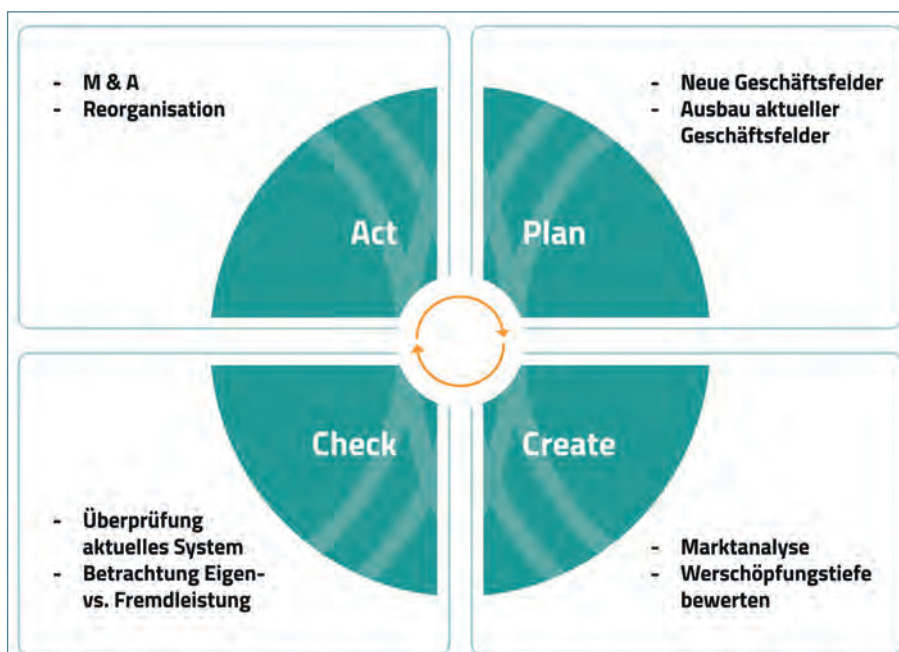 - M & A
- Reorganisation
Act
- Neue Geschäftsfelder
- Ausbau aktueller
Geschäftsfelder
Plan
Check
- Überprüfung
aktuelles System
- Betrachtung Eigen-
vs. Fremdleistung
Create
- Marktanalyse
- Werschöpfungstiefe
bewerten